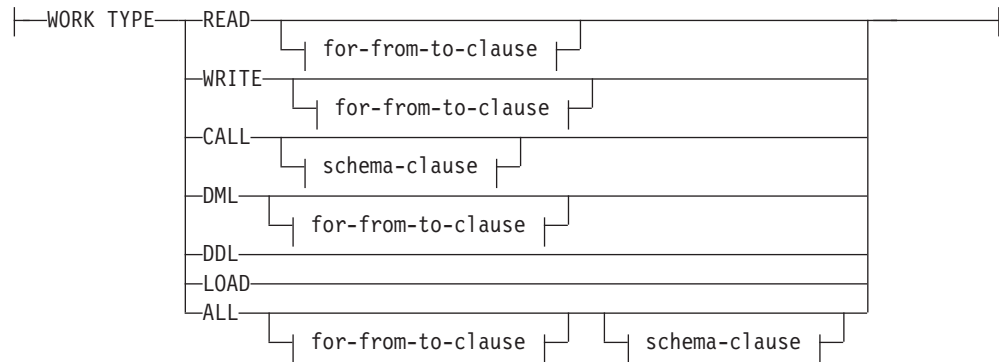 WORK TYPE READ
for-from-to-clause
WRITE
for-from-to-clause
CALL
schema-clause
DML
for-from-to-clause
DDL
LOAD
ALL
for-from-to-clause schema-clause